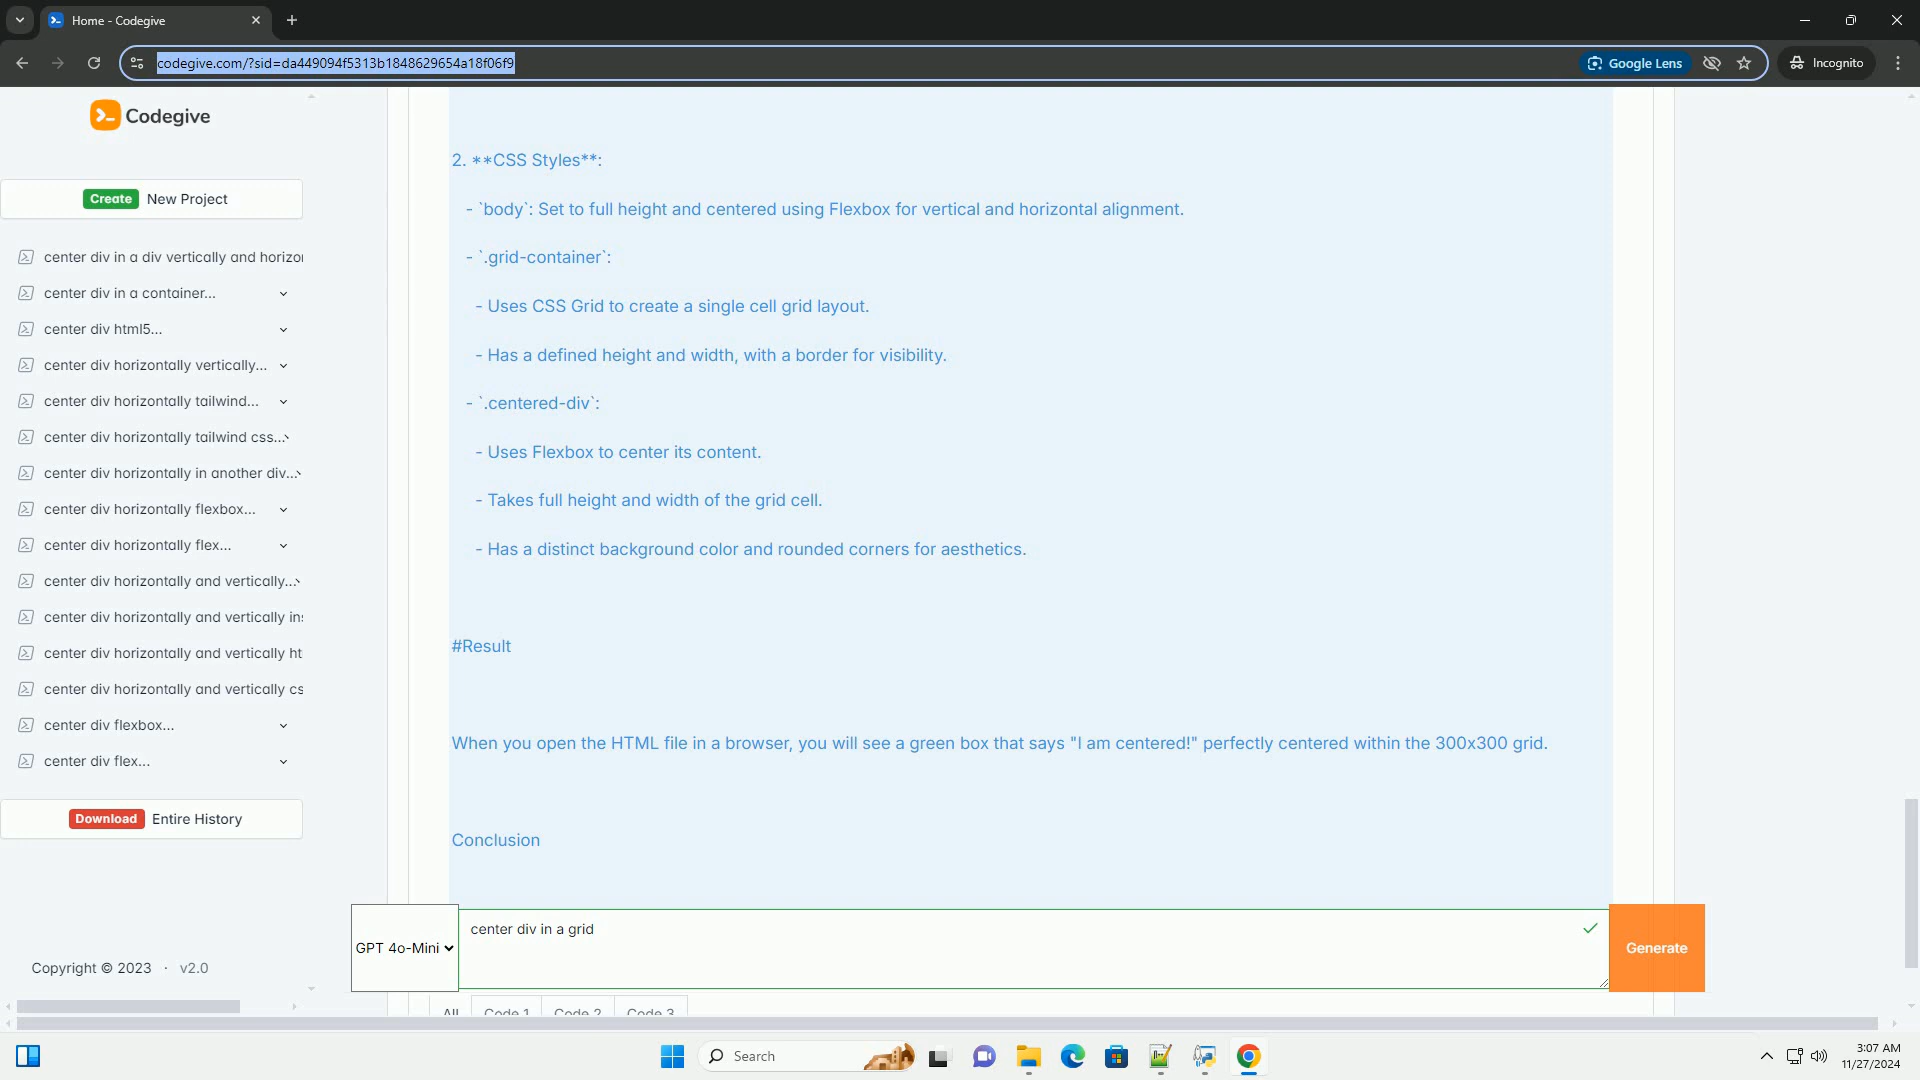 Home - Codegive
codegive.com/?sid=da449094f5313b1848629654a18f06f9
Google Lens
Incognito
Codegive
Create New Project
center div in a div vertically and horizon
center div in a container...
center div html5...
center div horizontally vertically...
center div horizontally tailwind...
center div horizontally tailwind css...
center div horizontally in another div...
center div horizontally flexbox...
center div horizontally flex...
center div horizontally and vertically...
center div horizontally and vertically ins
center div horizontally and vertically ht
center div horizontally and vertically cs
center div flexbox...
center div flex...
Download Entire History
Copyright © 2023 · v2.0
2. **CSS Styles**:
- `body`: Set to full height and centered using Flexbox for vertical and horizontal alignment.
- `.grid-container`:
- Uses CSS Grid to create a single cell grid layout.
- Has a defined height and width, with a border for visibility.
- `.centered-div`:
- Uses Flexbox to center its content.
- Takes full height and width of the grid cell.
- Has a distinct background color and rounded corners for aesthetics.
#Result
When you open the HTML file in a browser, you will see a green box that says "I am centered!" perfectly centered within the 300x300 grid.
Conclusion
GPT 4o-Mini
center div in a grid
Generate
All Code 1 Code 2 Code 3
Search
3:07 AM
11/27/2024